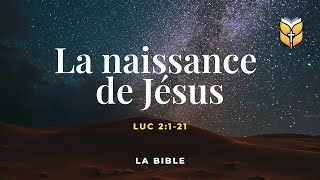 La naissance
de Jésus
LUC 2:1-21
LA BIBLE